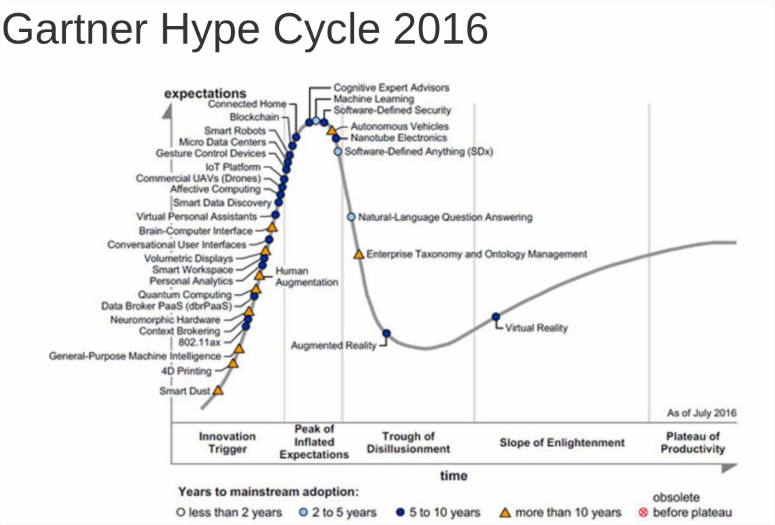 Gartner Hype Cycle 2016
expectations
Cognitive Expert Advisors
Connected Home
Machine Learning
Software-Defined Security
Blockchain
Autonomous Vehicles
Smart Robots
Nanotube Electronics
Micro Data Centers
Software-Defined Anything (SDx)
Gesture Control Devices
IoT Platform
Commercial UAVs (Drones)
Affective Computing
Smart Data Discovery
Virtual Personal Assistants
Natural-Language Question Answering
Brain-Computer Interface
Conversational User Interfaces
Enterprise Taxonomy and Ontology Management
Volumetric Displays
Smart Workspace
Human
Augmentation
Personal Analytics
Quantum Computing
Data Broker PaaS (dbrPaaS)
Neuromorphic Hardware
Context Brokering
Virtual Reality
802.11ax
Augmented Reality
General-Purpose Machine Intelligence
4D Printing
Smart Dust
As of July 2016
Innovation
Trigger
Peak of
Inflated
Expectations
Trough of
Disillusionment
Slope of Enlightenment
Plateau of
Productivity
time
Years to mainstream adoption:
less than 2 years
2 to 5 years
5 to 10 years
more than 10 years
obsolete
before plateau